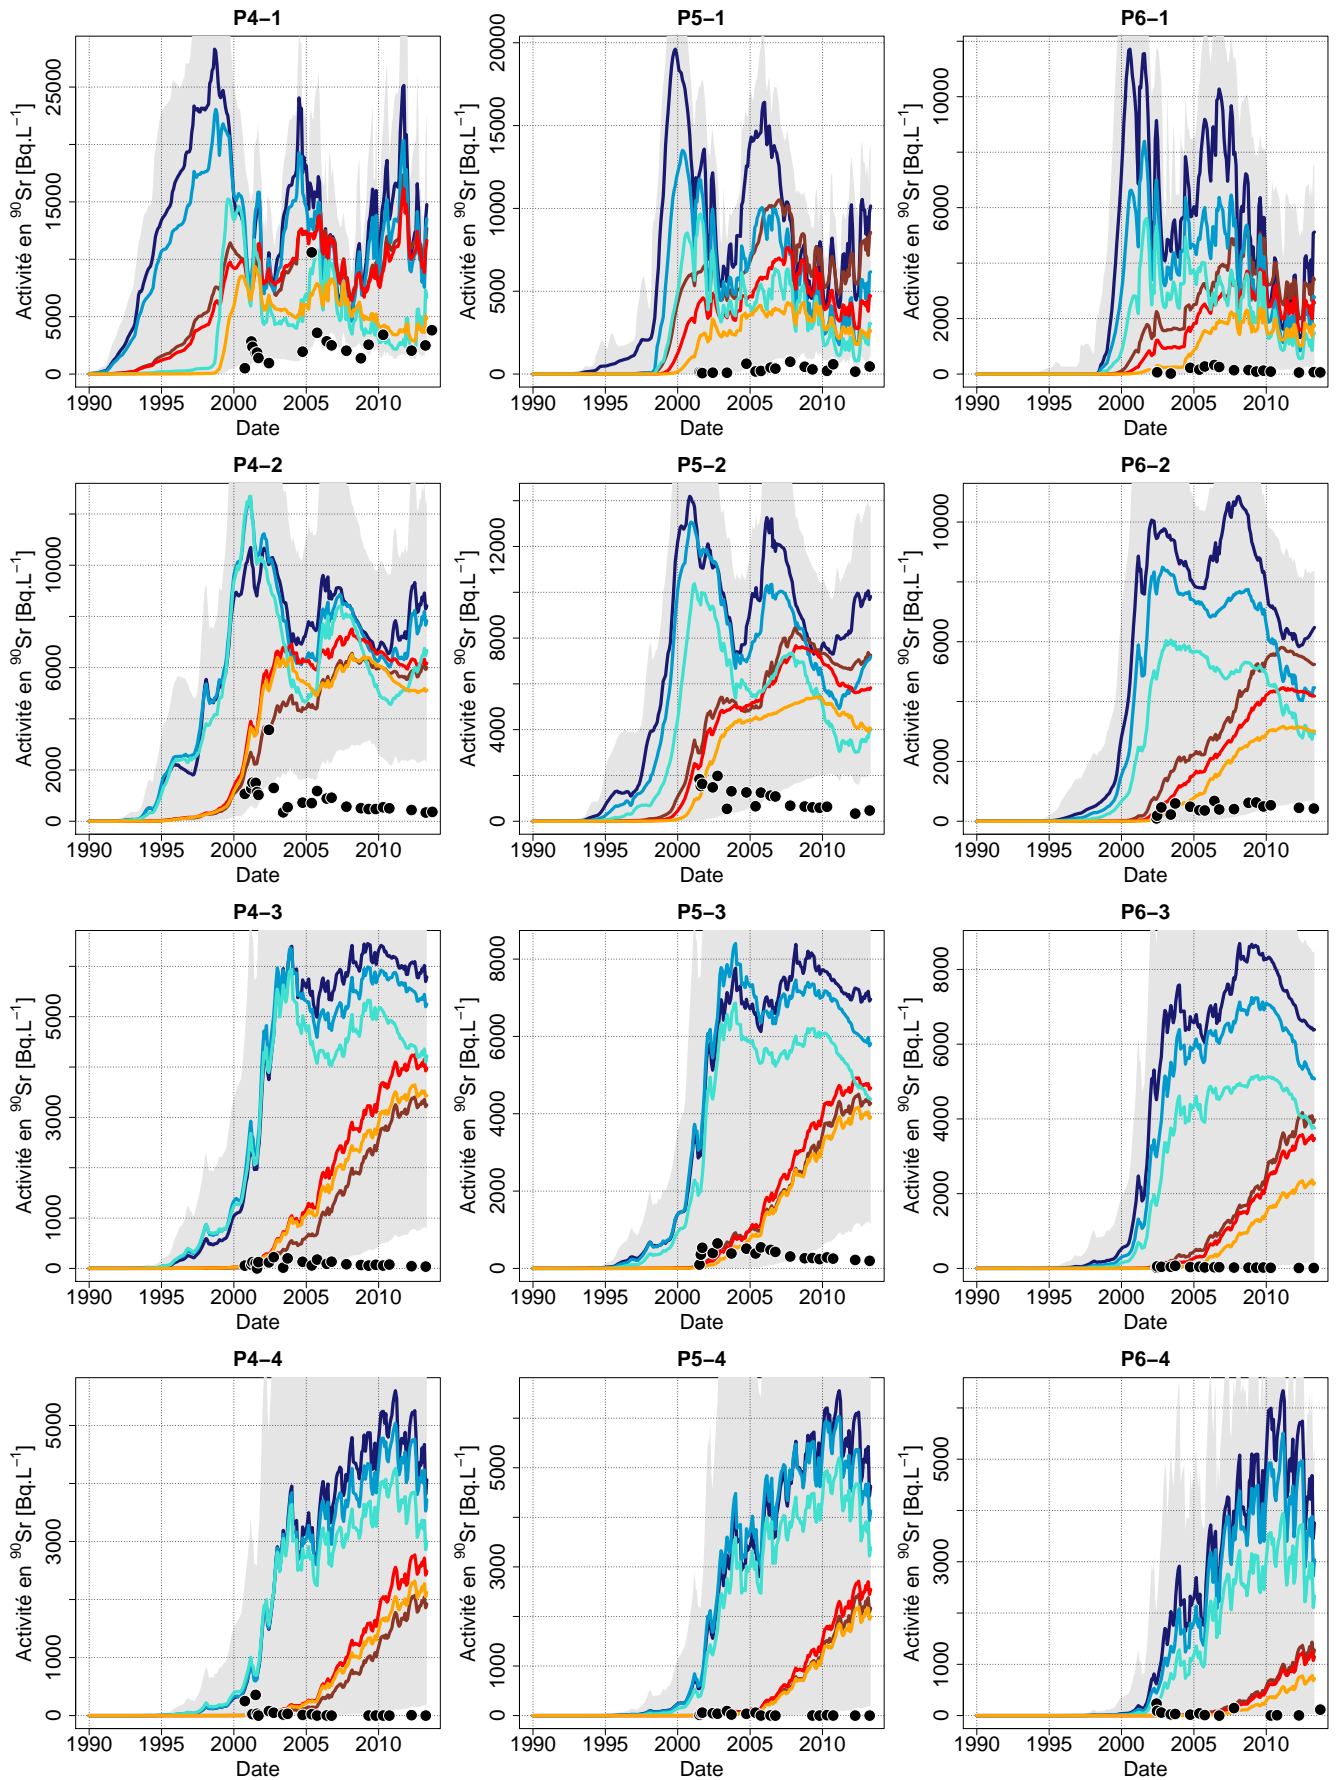 P4−1
Activité en ⁹⁰Sr [Bq.L⁻¹]
0 5000 15000 25000
1990 1995 2000 2005 2010
Date
P5−1
Activité en ⁹⁰Sr [Bq.L⁻¹]
0 5000 10000 15000 20000
1990 1995 2000 2005 2010
Date
P6−1
Activité en ⁹⁰Sr [Bq.L⁻¹]
0 2000 6000 10000
1990 1995 2000 2005 2010
Date
P4−2
Activité en ⁹⁰Sr [Bq.L⁻¹]
0 2000 6000 10000
1990 1995 2000 2005 2010
Date
P5−2
Activité en ⁹⁰Sr [Bq.L⁻¹]
0 4000 8000 12000
1990 1995 2000 2005 2010
Date
P6−2
Activité en ⁹⁰Sr [Bq.L⁻¹]
0 2000 6000 10000
1990 1995 2000 2005 2010
Date
P4−3
Activité en ⁹⁰Sr [Bq.L⁻¹]
0 1000 3000 5000
1990 1995 2000 2005 2010
Date
P5−3
Activité en ⁹⁰Sr [Bq.L⁻¹]
0 2000 4000 6000 8000
1990 1995 2000 2005 2010
Date
P6−3
Activité en ⁹⁰Sr [Bq.L⁻¹]
0 2000 4000 6000 8000
1990 1995 2000 2005 2010
Date
P4−4
Activité en ⁹⁰Sr [Bq.L⁻¹]
0 1000 3000 5000
1990 1995 2000 2005 2010
Date
P5−4
Activité en ⁹⁰Sr [Bq.L⁻¹]
0 1000 3000 5000
1990 1995 2000 2005 2010
Date
P6−4
Activité en ⁹⁰Sr [Bq.L⁻¹]
0 1000 3000 5000
1990 1995 2000 2005 2010
Date